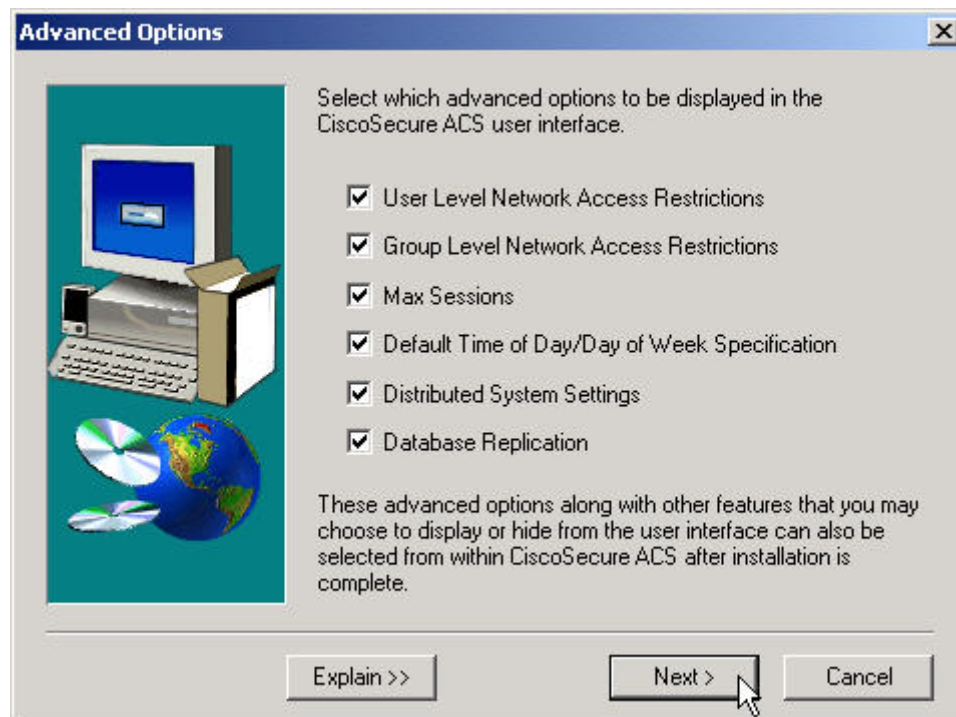 Advanced Options
Select which advanced options to be displayed in the
CiscoSecure ACS user interface.
User Level Network Access Restrictions
Group Level Network Access Restrictions
Max Sessions
Default Time of Day/Day of Week Specification
Distributed System Settings
Database Replication
These advanced options along with other features that you may
choose to display or hide from the user interface can also be
selected from within CiscoSecure ACS after installation is
complete.
Explain >>
Next >
Cancel